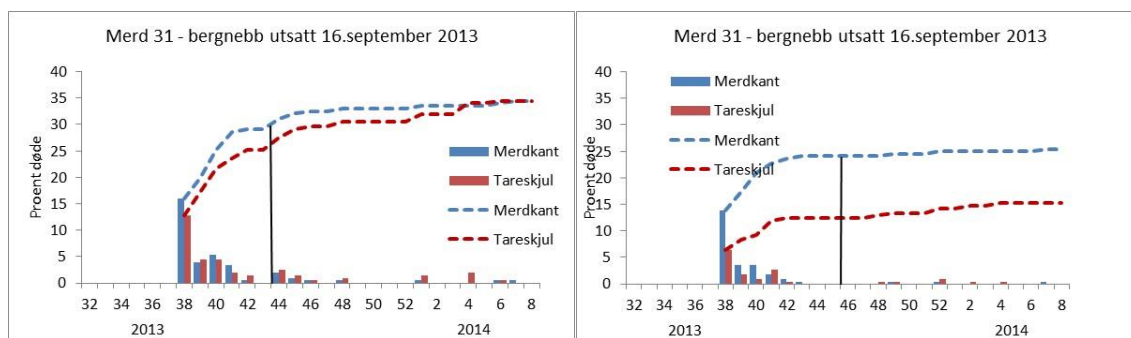 Merd 31 - bergnebb utsatt 16.september 2013
40
35
30
25
20
15
10
5
0
Proent døde
Merdkant
Tareskjul
Merdkant
Tareskjul
32 34 36 38 40 42 44 46 48 50 52 2 4 6 8
2013 2014
Merd 31 - bergnebb utsatt 16.september 2013
40
35
30
25
20
15
10
5
0
Proent døde
Merdkant
Tareskjul
Merdkant
Tareskjul
32 34 36 38 40 42 44 46 48 50 52 2 4 6 8
2013 2014